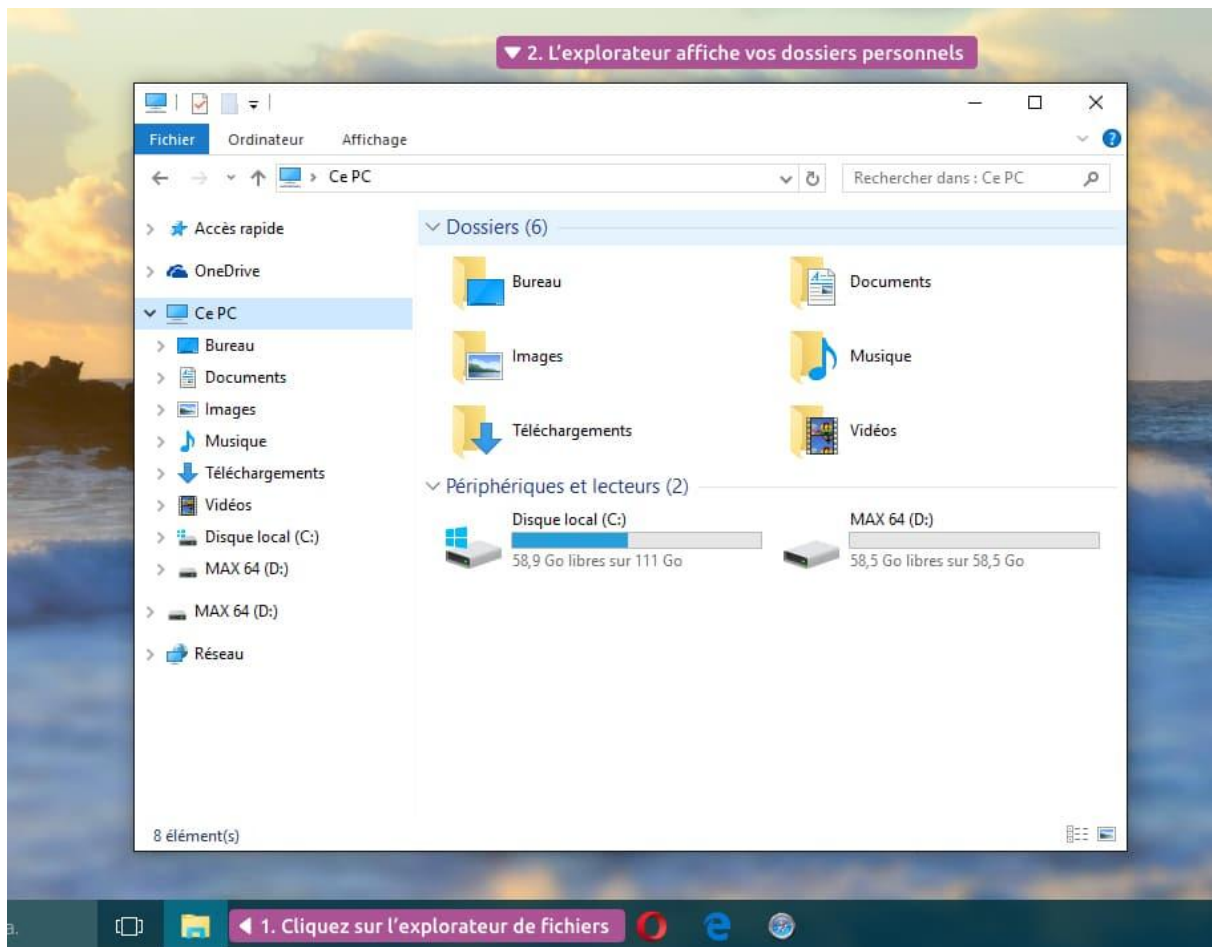 ▼ 2. L'explorateur affiche vos dossiers personnels
Fichier Ordinateur Affichage
Ce PC
Rechercher dans : Ce PC
Accès rapide
OneDrive
Ce PC
Bureau
Documents
Images
Musique
Téléchargements
Vidéos
Disque local (C:)
MAX 64 (D:)
MAX 64 (D:)
Réseau
Dossiers (6)
Bureau
Documents
Images
Musique
Téléchargements
Vidéos
Périphériques et lecteurs (2)
Disque local (C:)
58,9 Go libres sur 111 Go
MAX 64 (D:)
58,5 Go libres sur 58,5 Go
8 élément(s)
a.
◀ 1. Cliquez sur l'explorateur de fichiers